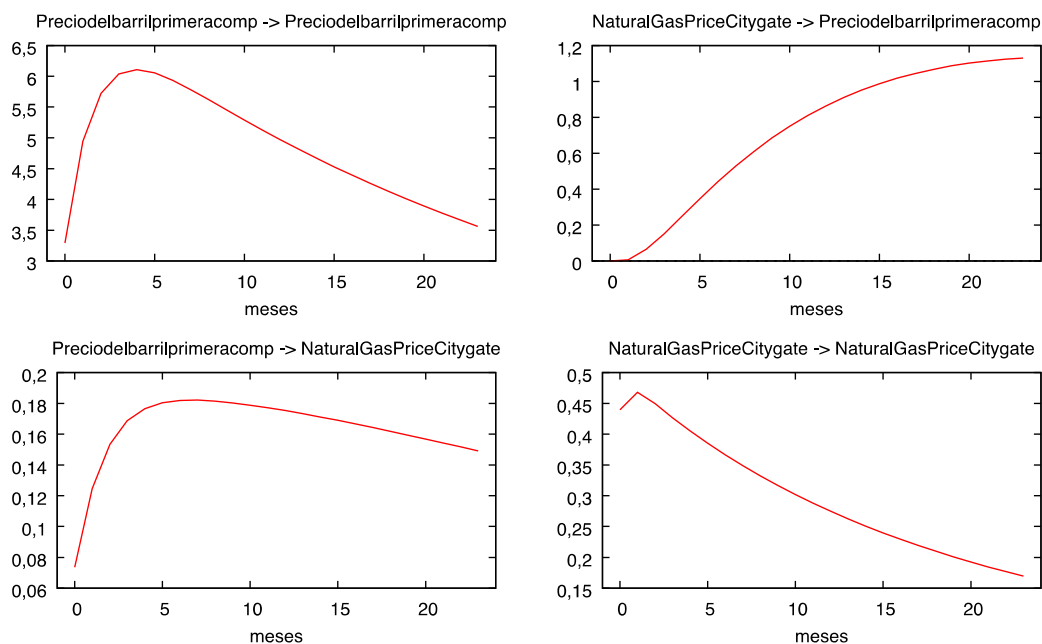 Preciodelbarrilprimeracomp -> Preciodelbarrilprimeracomp
6,5
6
5,5
5
4,5
4
3,5
3
0 5 10 15 20
meses
NaturalGasPriceCitygate -> Preciodelbarrilprimeracomp
1,2
1
0,8
0,6
0,4
0,2
0
0 5 10 15 20
meses
Preciodelbarrilprimeracomp -> NaturalGasPriceCitygate
0,2
0,18
0,16
0,14
0,12
0,1
0,08
0,06
0 5 10 15 20
meses
NaturalGasPriceCitygate -> NaturalGasPriceCitygate
0,5
0,45
0,4
0,35
0,3
0,25
0,2
0,15
0 5 10 15 20
meses